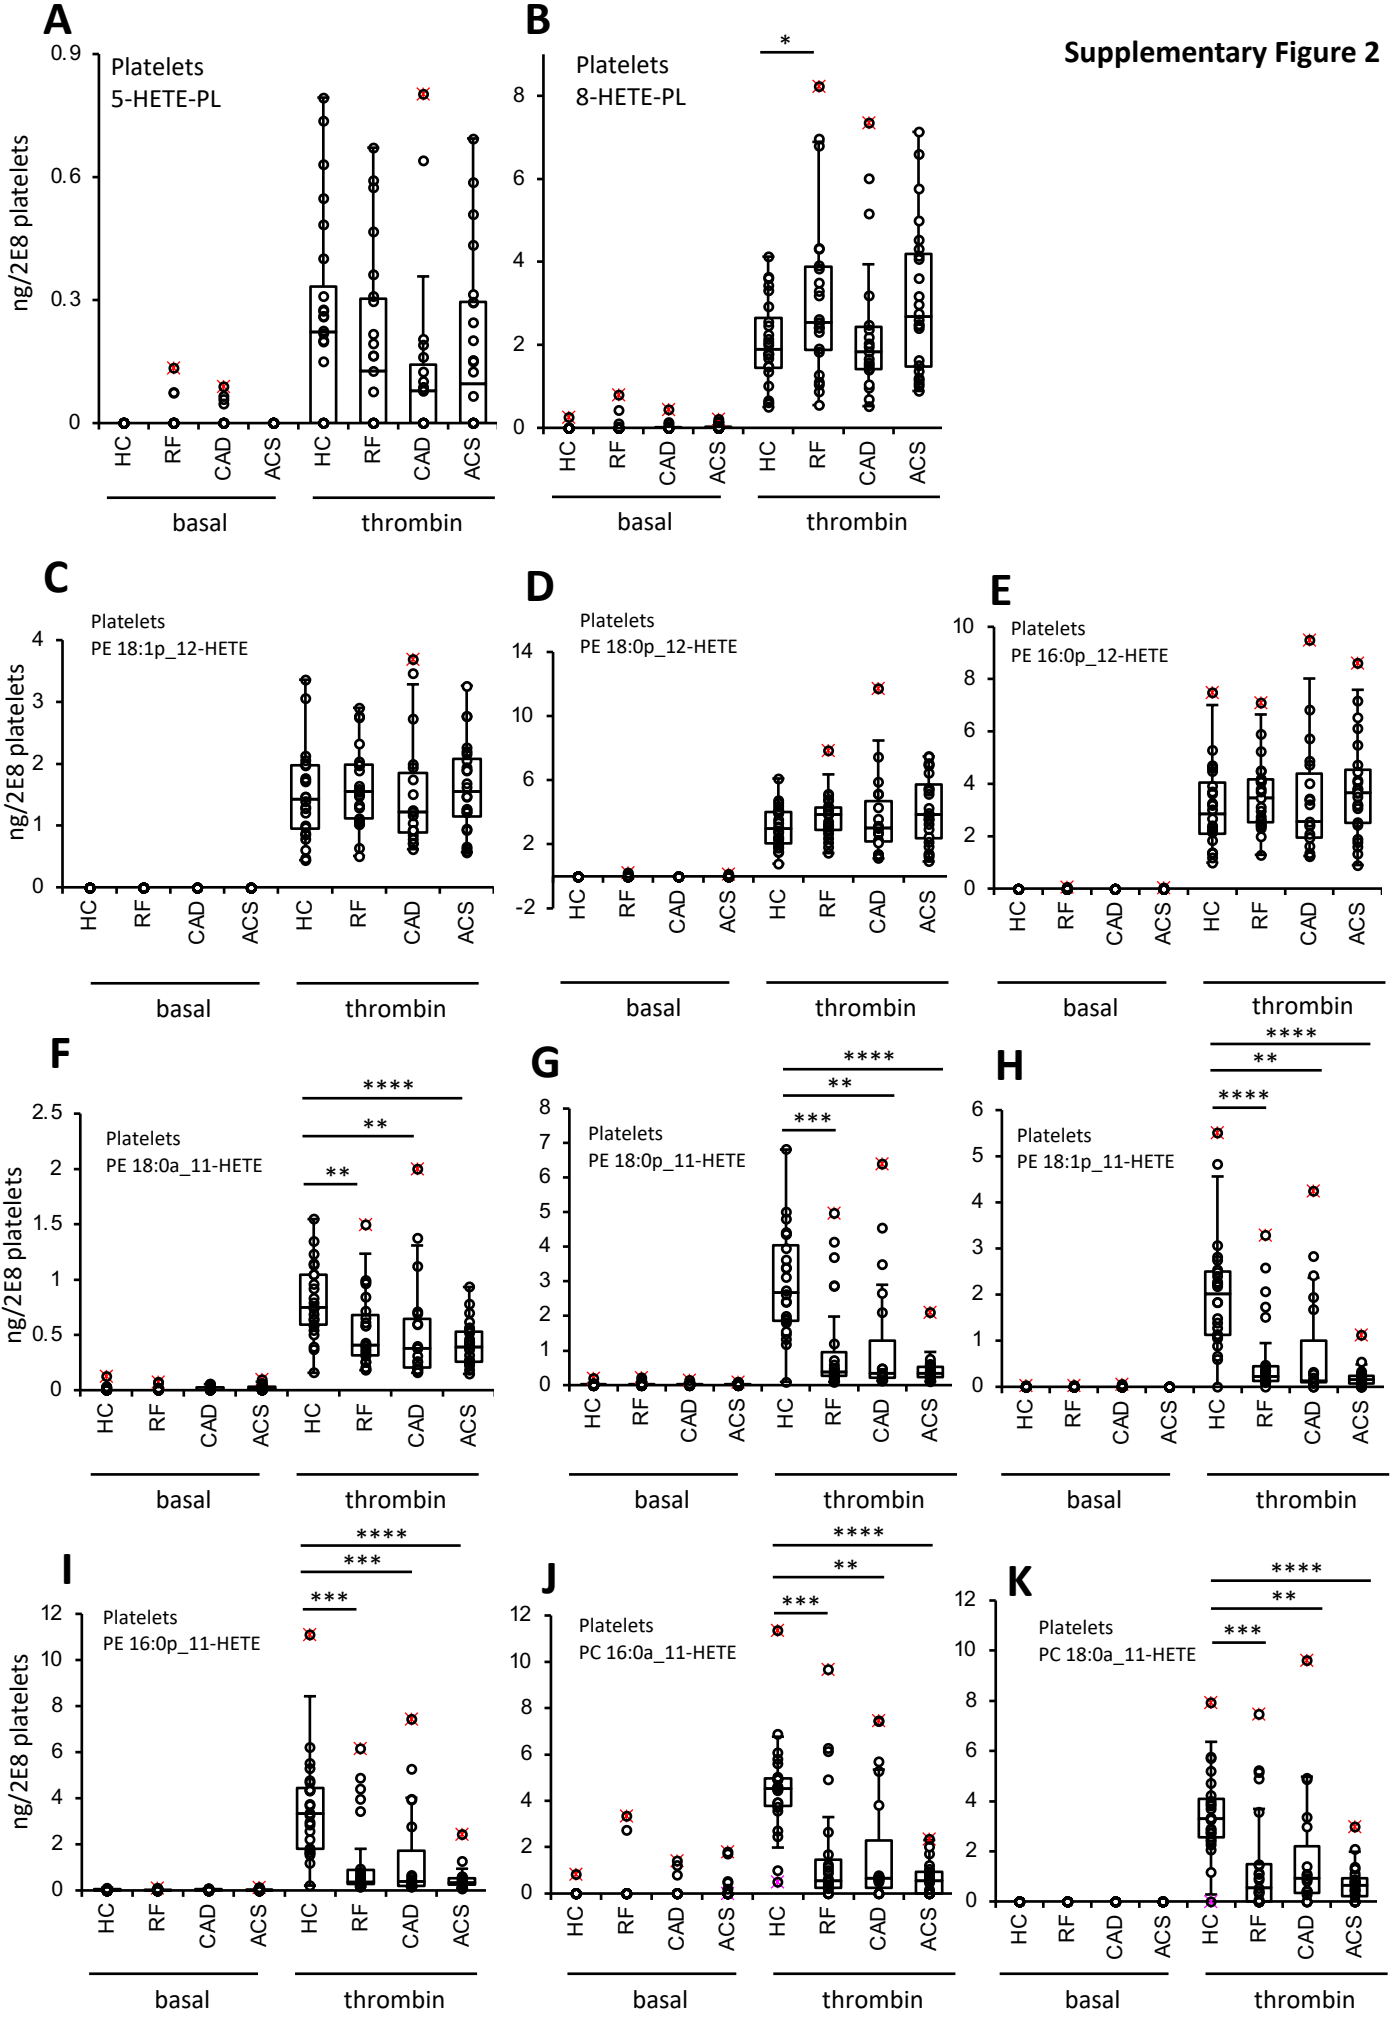 Supplementary Figure 2
A
Platelets
5-HETE-PL
ng/2E8 platelets
0.9
0.6
0.3
0
HC RF CAD ACS HC RF CAD ACS
basal thrombin
B
*
Platelets
8-HETE-PL
8
6
4
2
0
HC RF CAD ACS HC RF CAD ACS
basal thrombin
C
Platelets
PE 18:1p_12-HETE
ng/2E8 platelets
4
3
2
1
0
HC RF CAD ACS HC RF CAD ACS
basal thrombin
D
Platelets
PE 18:0p_12-HETE
14
10
6
2
-2
HC RF CAD ACS HC RF CAD ACS
basal thrombin
E
Platelets
PE 16:0p_12-HETE
10
8
6
4
2
0
HC RF CAD ACS HC RF CAD ACS
basal thrombin
F
****
**
**
Platelets
PE 18:0a_11-HETE
ng/2E8 platelets
2.5
2
1.5
1
0.5
0
HC RF CAD ACS HC RF CAD ACS
basal thrombin
G
****
**
***
Platelets
PE 18:0p_11-HETE
8
7
6
5
4
3
2
1
0
HC RF CAD ACS HC RF CAD ACS
basal thrombin
H
****
**
****
Platelets
PE 18:1p_11-HETE
6
5
4
3
2
1
0
HC RF CAD ACS HC RF CAD ACS
basal thrombin
I
****
***
***
Platelets
PE 16:0p_11-HETE
ng/2E8 platelets
12
10
8
6
4
2
0
HC RF CAD ACS HC RF CAD ACS
basal thrombin
J
****
**
***
Platelets
PC 16:0a_11-HETE
12
10
8
6
4
2
0
HC RF CAD ACS HC RF CAD ACS
basal thrombin
K
****
**
***
Platelets
PC 18:0a_11-HETE
12
10
8
6
4
2
0
HC RF CAD ACS HC RF CAD ACS
basal thrombin